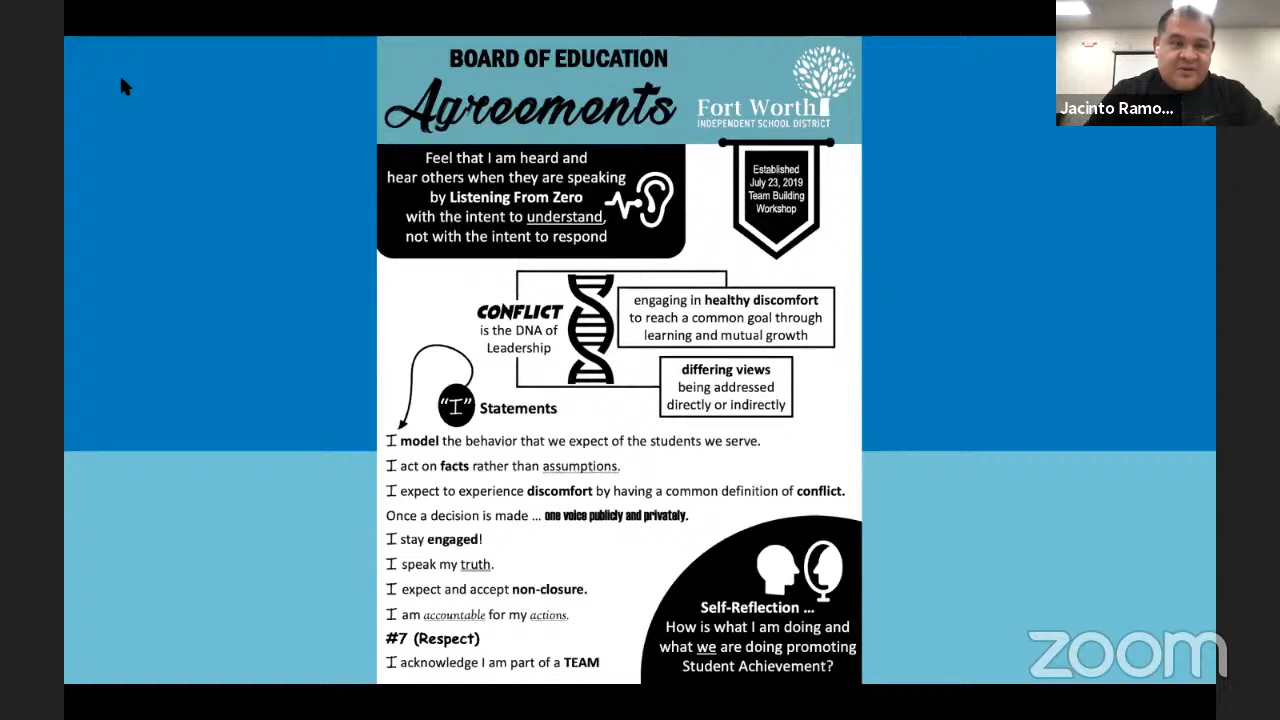 BOARD OF EDUCATION
Agreements
Fort Worth
INDEPENDENT SCHOOL DISTRICT
Jacinto Ramo...
Feel that I am heard and
hear others when they are speaking
by Listening From Zero
with the intent to understand,
not with the intent to respond
Established
July 23, 2019
Team Building
Workshop
CONFLICT
is the DNA of
Leadership
engaging in healthy discomfort
to reach a common goal through
learning and mutual growth
differing views
being addressed
directly or indirectly
"I" Statements
I model the behavior that we expect of the students we serve.
I act on facts rather than assumptions.
I expect to experience discomfort by having a common definition of conflict.
Once a decision is made ... one voice publicly and privately.
I stay engaged!
I speak my truth.
I expect and accept non-closure.
I am accountable for my actions.
#7 (Respect)
I acknowledge I am part of a TEAM
Self-Reflection ...
How is what I am doing and
what we are doing promoting
Student Achievement?
zoom